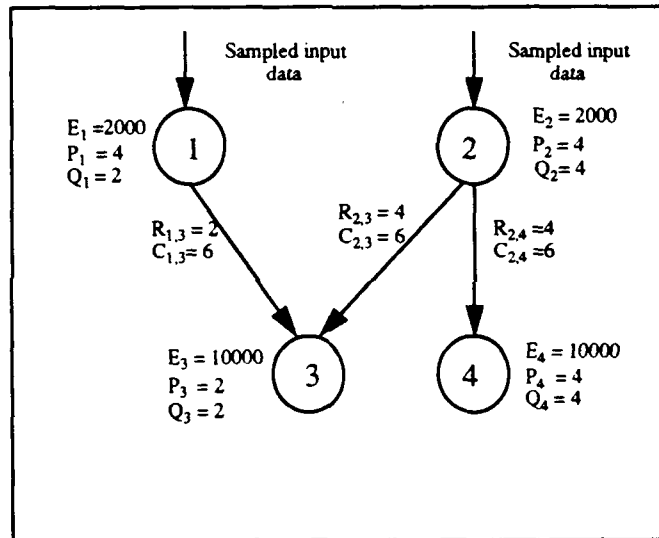 Sampled input
data
Sampled input
data
E₁ =2000
P₁ = 4
Q₁ = 2
1
2
E₂ = 2000
P₂ = 4
Q₂= 4
R₁,₃ = 2
C₁,₃= 6
R₂,₃ = 4
C₂,₃ = 6
R₂,₄ =4
C₂,₄ =6
E₃ = 10000
P₃ = 2
Q₃ = 2
3
4
E₄ = 10000
P₄ = 4
Q₄ = 4